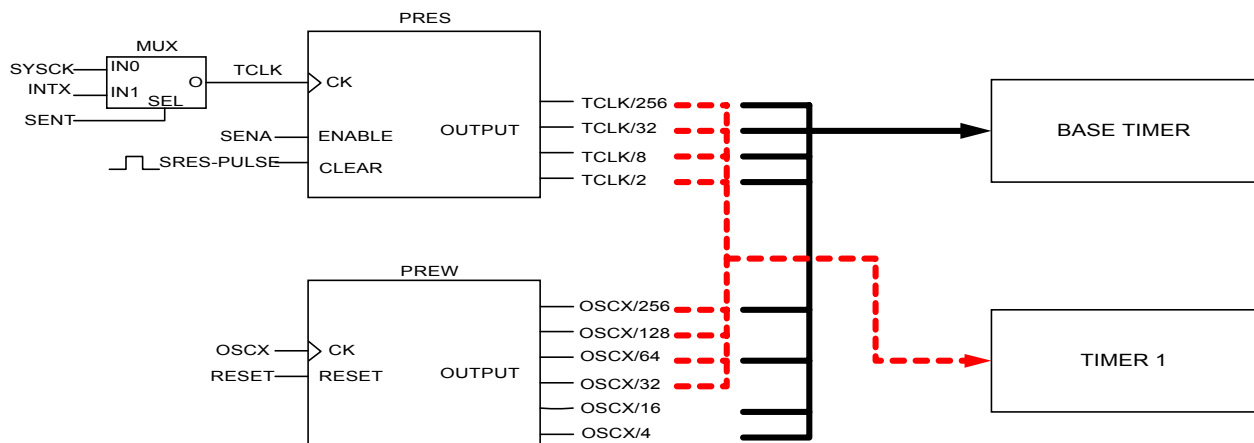 PRES
MUX
SYSCK
IN0
INTX
IN1
O
SEL
SENT
TCLK
CK
SENA
ENABLE
SRES-PULSE
CLEAR
OUTPUT
TCLK/256
TCLK/32
TCLK/8
TCLK/2
BASE TIMER
PREW
OSCX
CK
RESET
RESET
OUTPUT
OSCX/256
OSCX/128
OSCX/64
OSCX/32
OSCX/16
OSCX/4
TIMER 1